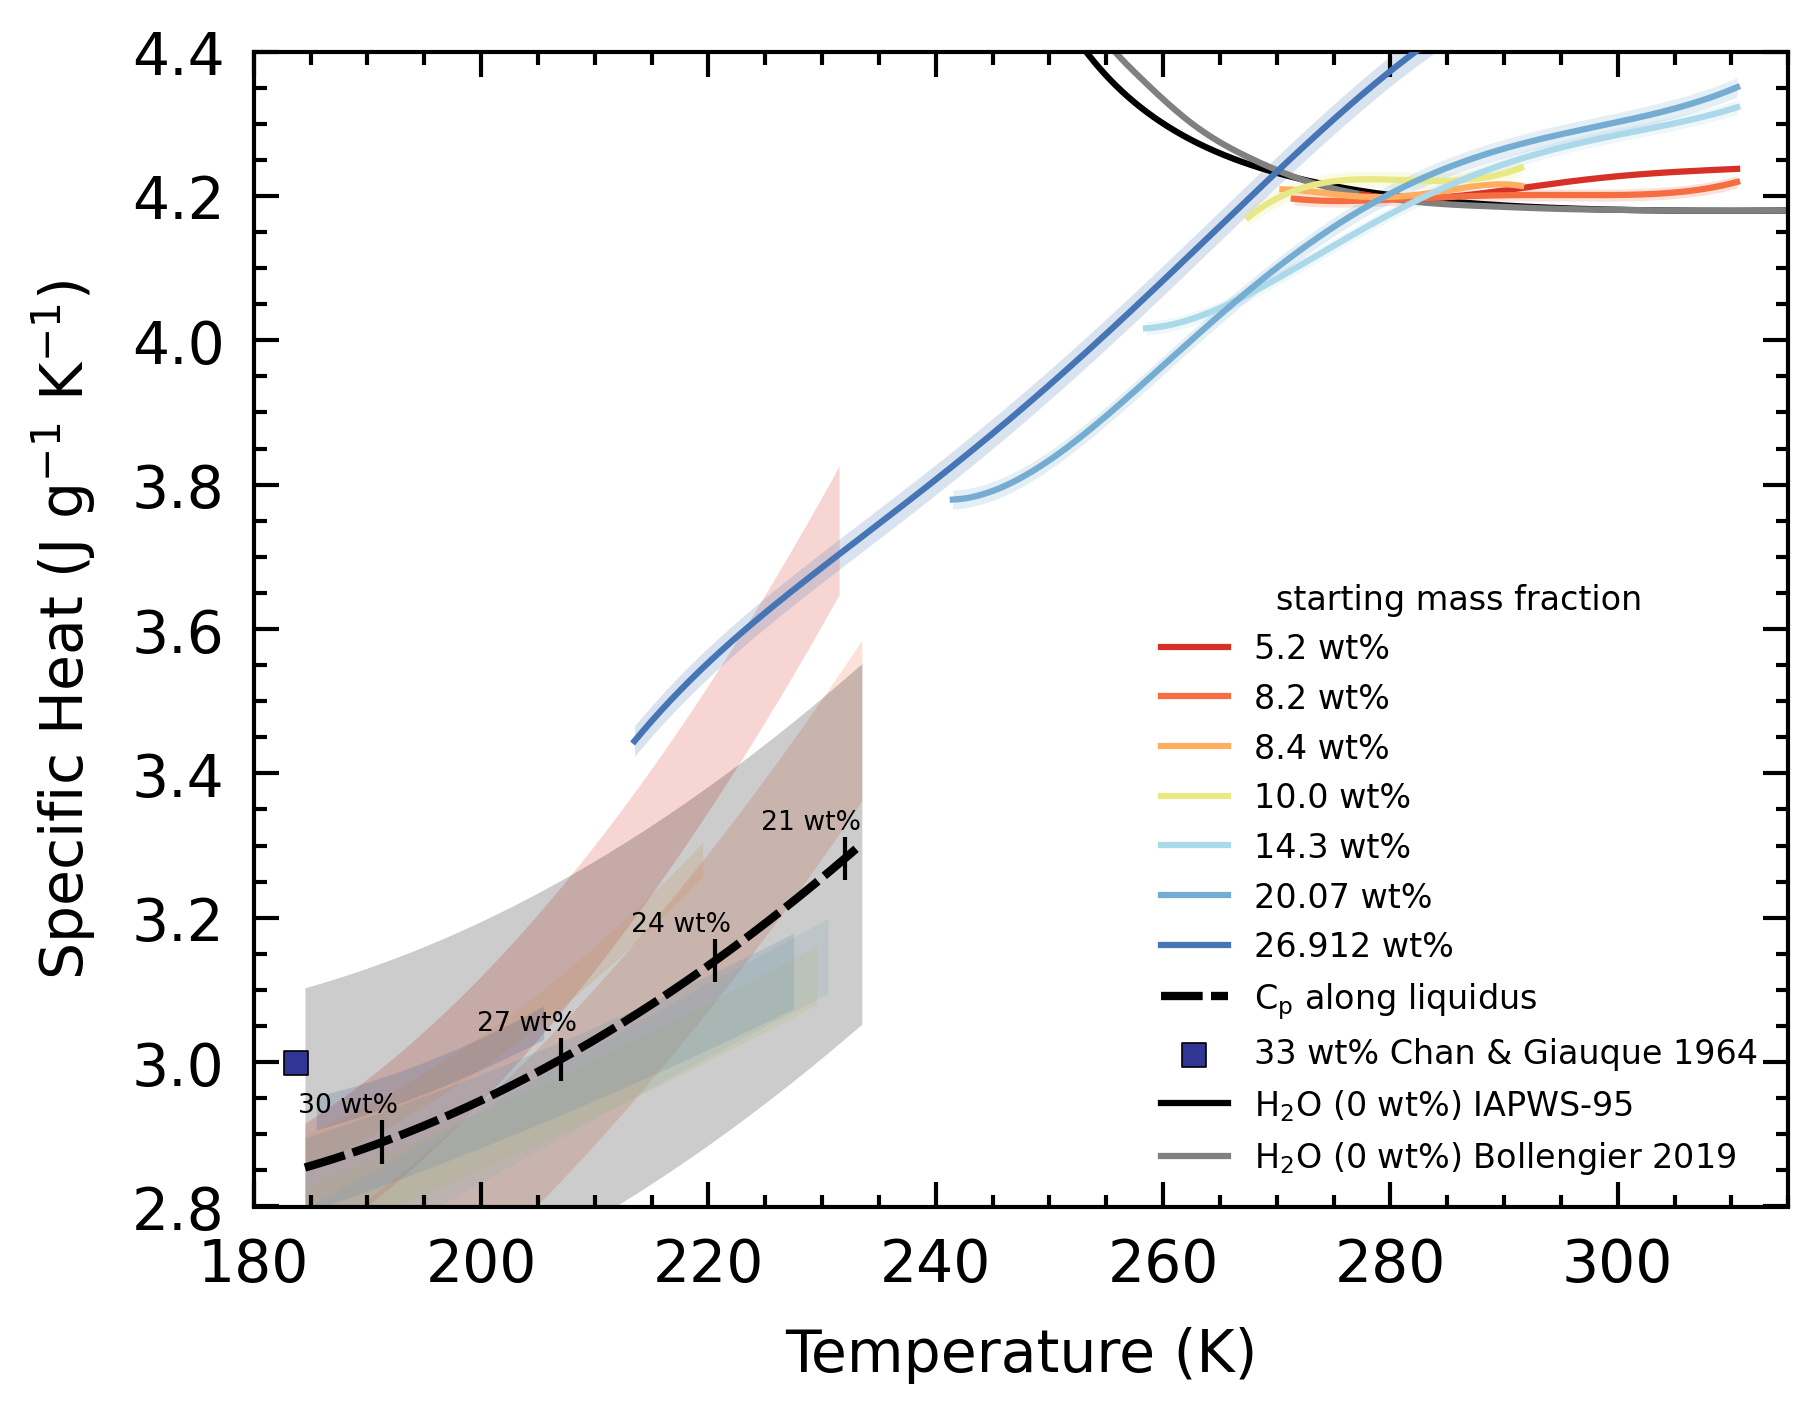 4.4
4.2
4.0
3.8
3.6
3.4
3.2
3.0
2.8
Specific Heat (J g⁻¹ K⁻¹)
21 wt%
24 wt%
27 wt%
30 wt%
starting mass fraction
5.2 wt%
8.2 wt%
8.4 wt%
10.0 wt%
14.3 wt%
20.07 wt%
26.912 wt%
Cₚ along liquidus
33 wt% Chan & Giauque 1964
H₂O (0 wt%) IAPWS-95
H₂O (0 wt%) Bollengier 2019
180 200 220 240 260 280 300
Temperature (K)